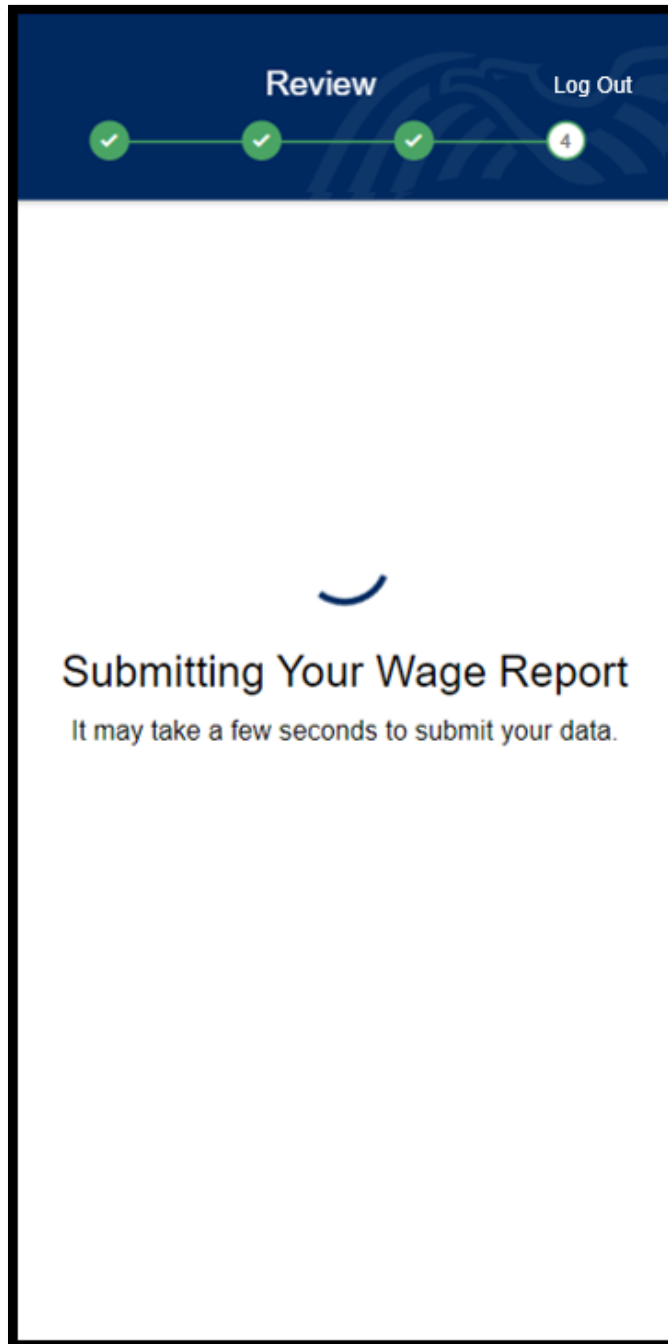 Review
Log Out
4
Submitting Your Wage Report
It may take a few seconds to submit your data.